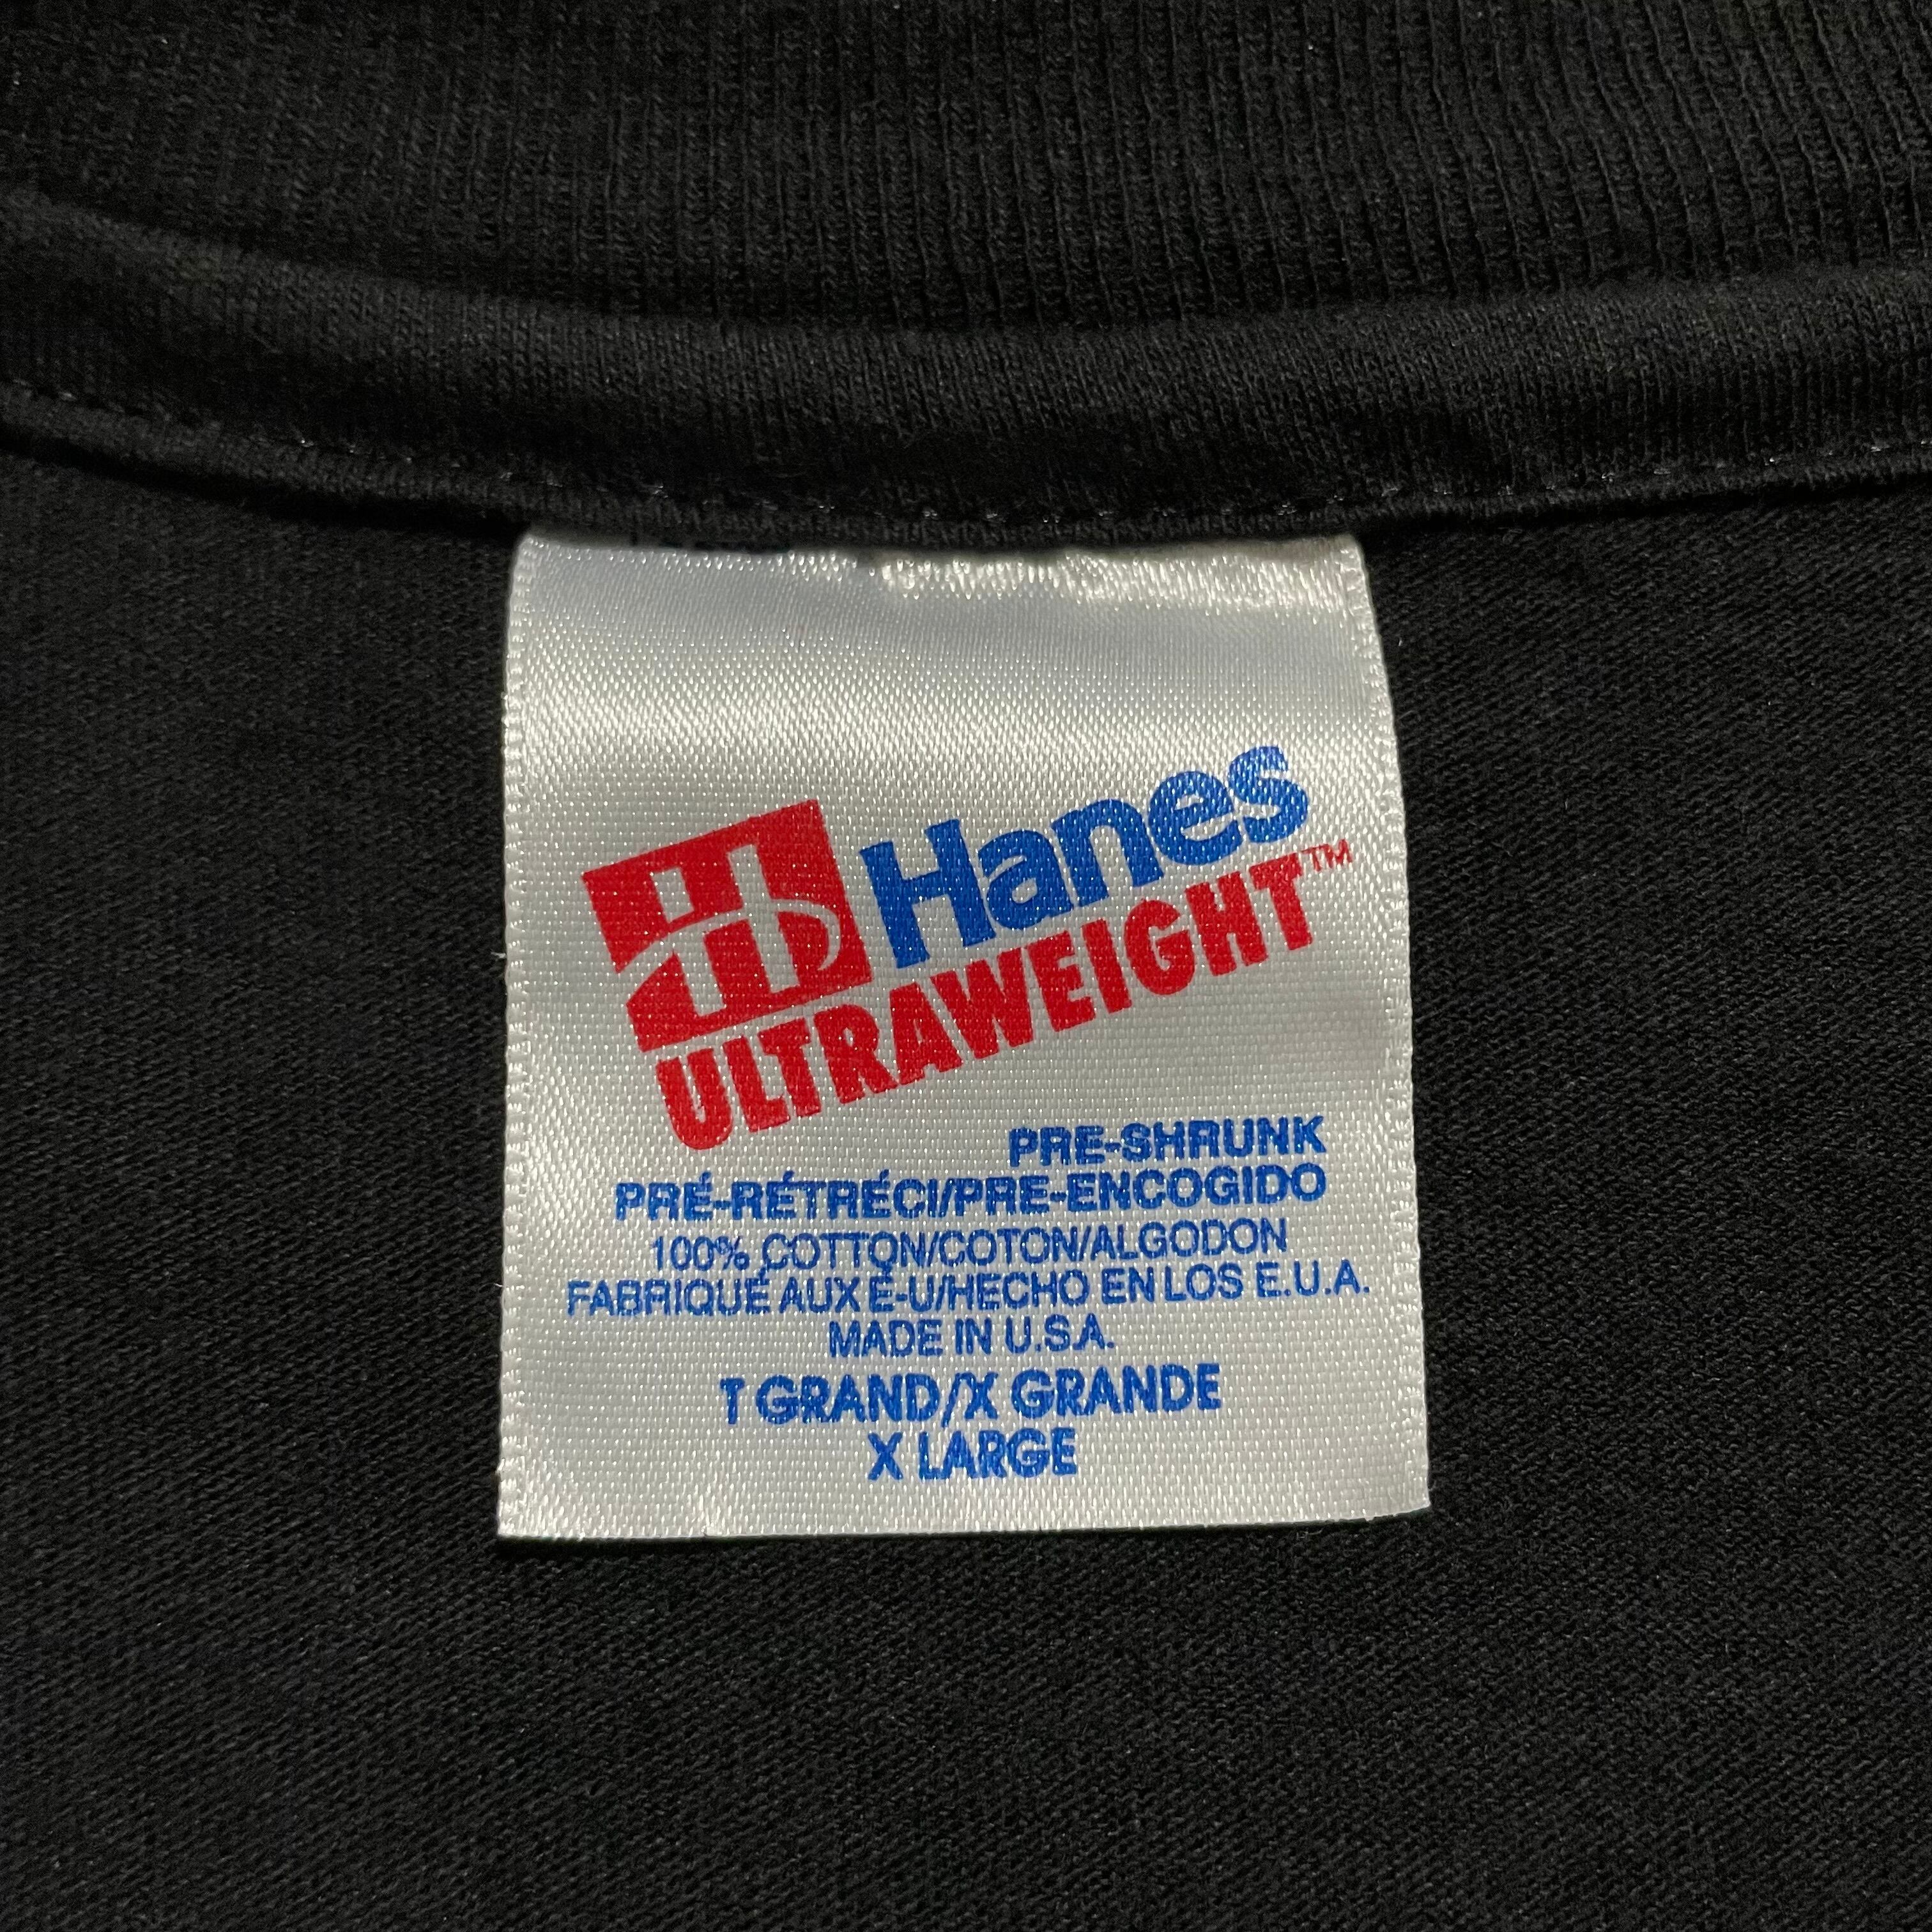 Hanes
ULTRAWEIGHT™
PRE-SHRUNK
PRÉ-RÉTRÉCI/PRE-ENCOGIDO
100% COTTON/COTON/ALGODON
FABRIQUÉ AUX É-U/HECHO EN LOS E.U.A.
MADE IN U.S.A.
T GRAND/X GRANDE
X LARGE